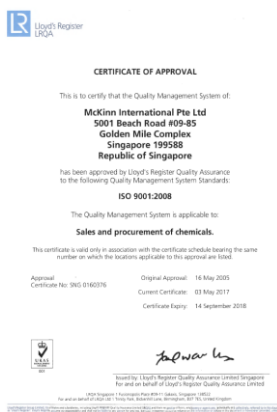 LR
Lloyd's Register
LRQA
CERTIFICATE OF APPROVAL
This is to certify that the Quality Management System of:
McKinn International Pte Ltd
5001 Beach Road #09-85
Golden Mile Complex
Singapore 199588
Republic of Singapore
has been approved by Lloyd's Register Quality Assurance
to the following Quality Management System Standards:
ISO 9001:2008
The Quality Management System is applicable to:
Sales and procurement of chemicals.
This certificate is valid only in association with the certificate schedule bearing the same
number on which the locations applicable to this approval are listed.
Approval
Certificate No: SNG 0160376
Original Approval: 16 May 2005
Current Certificate: 03 May 2017
Certificate Expiry: 14 September 2018
UKAS
001
Issued by: Lloyd's Register Quality Assurance Limited Singapore
For and on behalf of Lloyd's Register Quality Assurance Limited